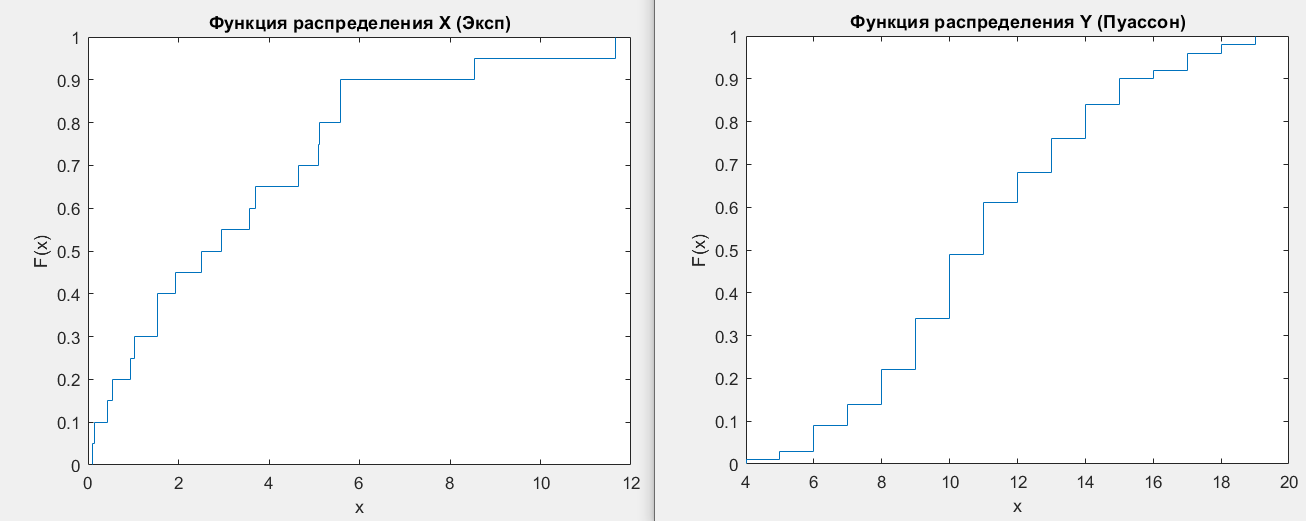 Функция распределения X (Эксп)
1
0.9
0.8
0.7
0.6
0.5
0.4
0.3
0.2
0.1
0
F(x)
0 2 4 6 8 10 12
x
Функция распределения Y (Пуассон)
1
0.9
0.8
0.7
0.6
0.5
0.4
0.3
0.2
0.1
0
F(x)
4 6 8 10 12 14 16 18 20
x